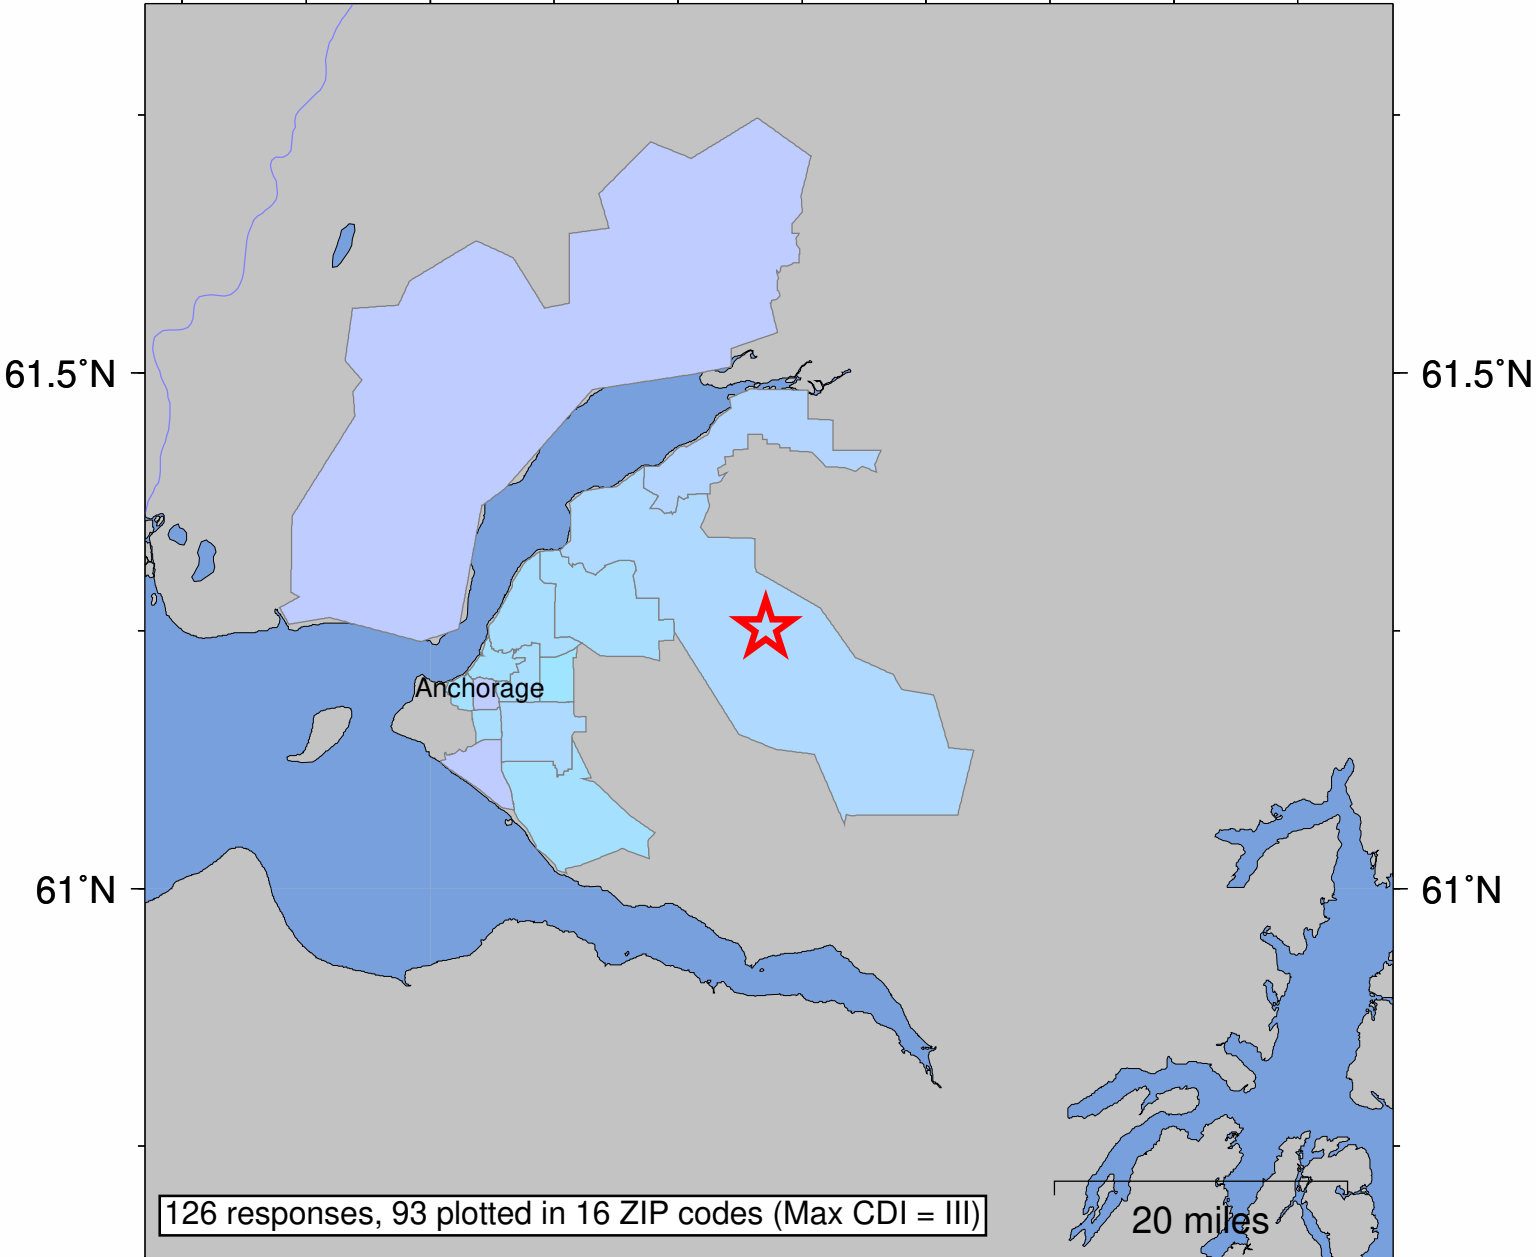 61.5˚N 61.5˚N
Anchorage
61˚N 61˚N
126 responses, 93 plotted in 16 ZIP codes (Max CDI = III)
20 miles